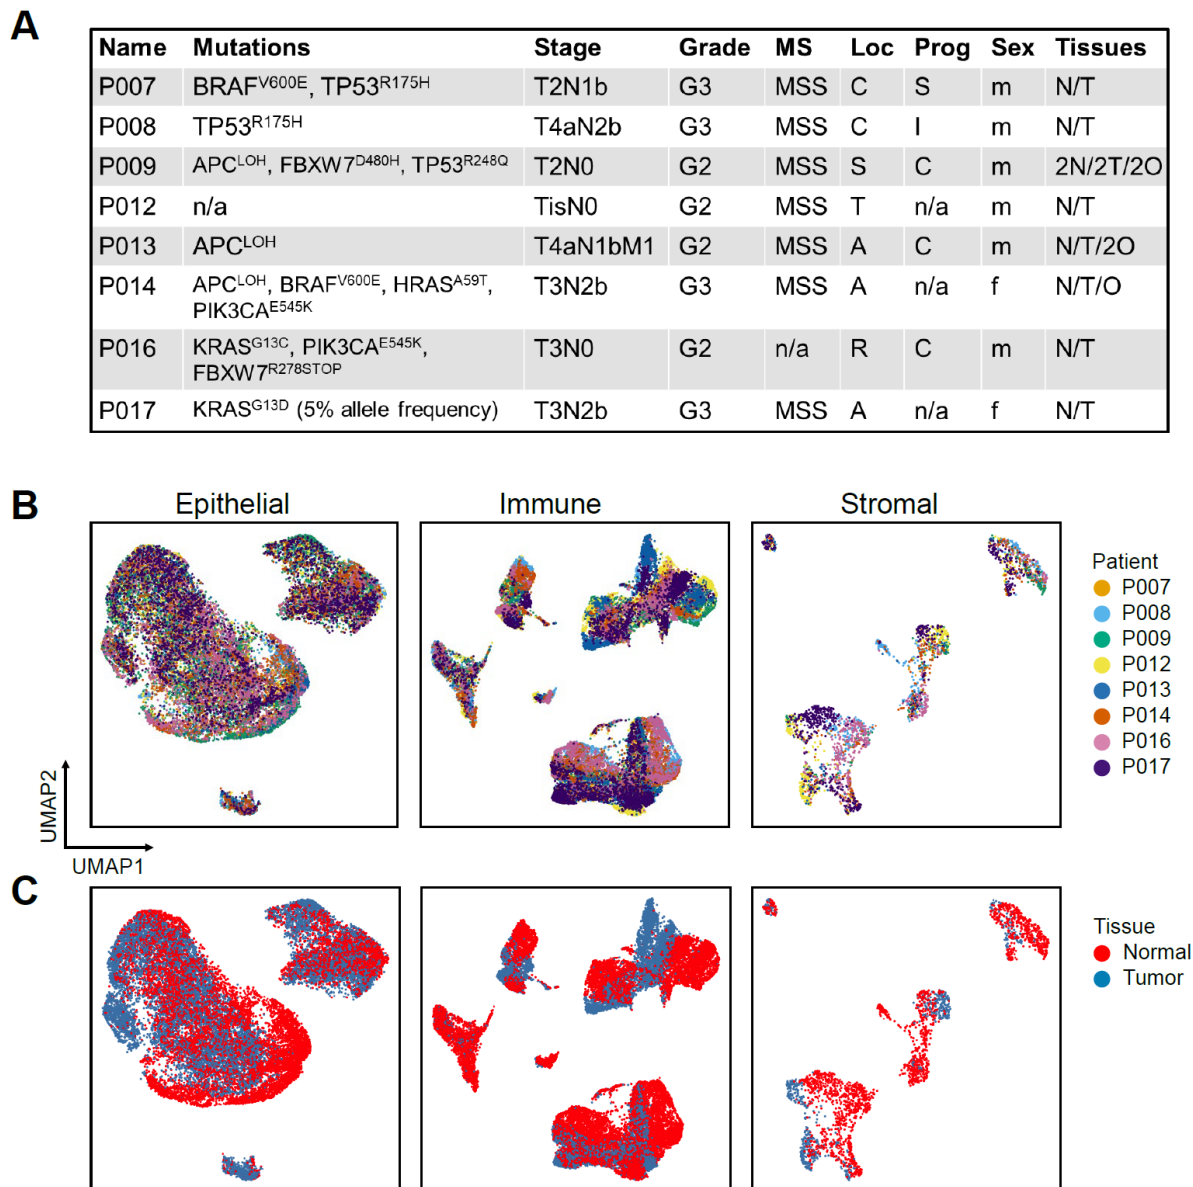 A
Name Mutations Stage Grade MS Loc Prog Sex Tissues
P007 BRAFV600E, TP53R175H T2N1b G3 MSS C S m N/T
P008 TP53R175H T4aN2b G3 MSS C I m N/T
P009 APCLOH, FBXW7D480H, TP53R248Q T2N0 G2 MSS S C m 2N/2T/2O
P012 n/a TisN0 G2 MSS T n/a m N/T
P013 APCLOH T4aN1bM1 G2 MSS A C m N/T/2O
P014 APCLOH, BRAFV600E, HRASA59T, T3N2b G3 MSS A n/a f N/T/O
PIK3CAE545K
P016 KRASG13C, PIK3CAE545K, T3N0 G2 n/a R C m N/T
FBXW7R278STOP
P017 KRASG13D (5% allele frequency) T3N2b G3 MSS A n/a f N/T
B
Epithelial Immune Stromal
Patient
P007
P008
P009
P012
P013
P014
P016
P017
UMAP2
UMAP1
C
Tissue
Normal
Tumor